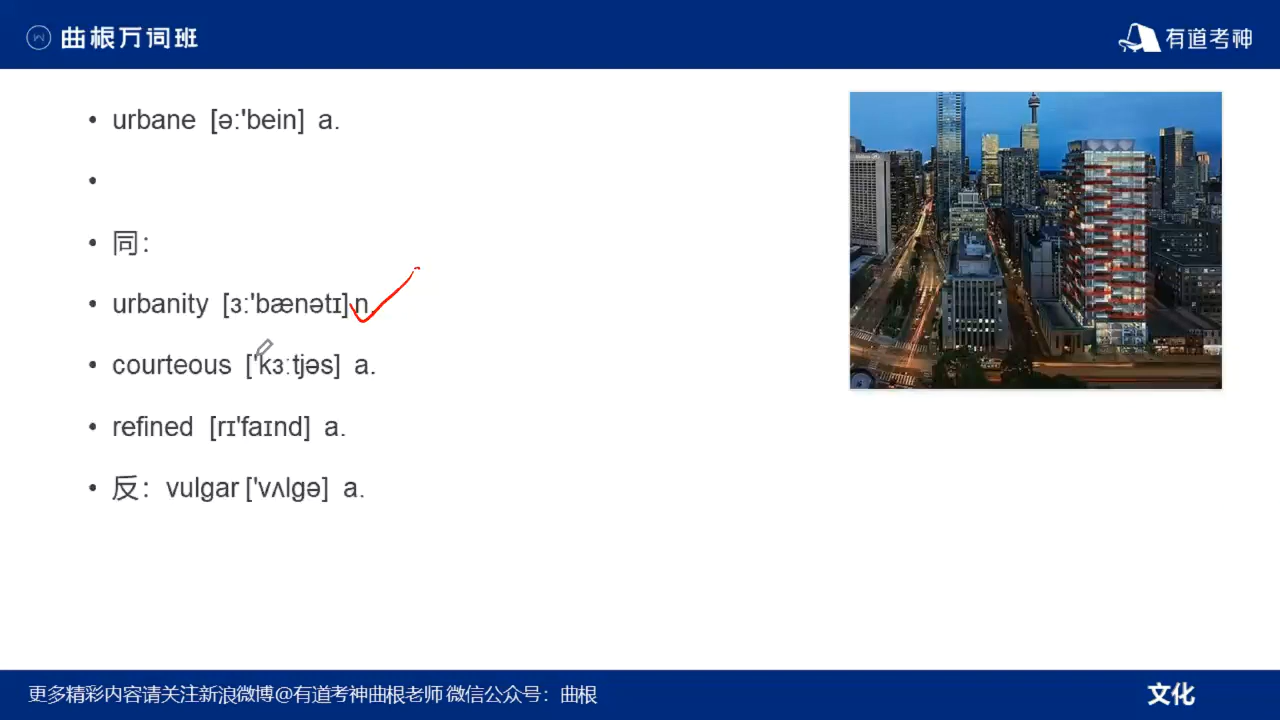 曲根万词班
有道考神
urbane [ə:'bein] a.
同：
urbanity [ɜː'bænətɪ] n.
courteous ['kɜːtjəs] a.
refined [rɪ'faɪnd] a.
反：vulgar ['vʌlgə] a.
更多精彩内容请关注新浪微博@有道考神曲根老师 微信公众号：曲根
文化